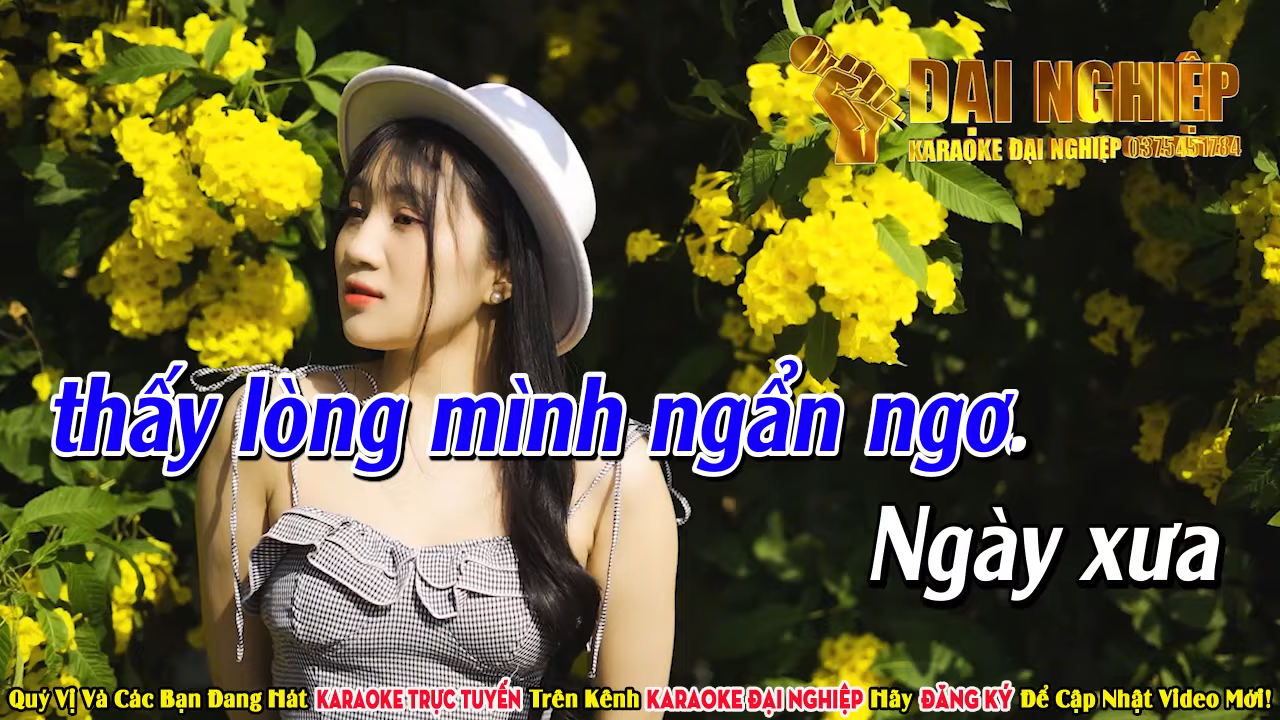 ĐẠI NGHIỆP
KARAOKE ĐẠI NGHIỆP 0375451784
thấy lòng mình ngẩn ngơ.
Ngày xưa
Quý Vị Và Các Bạn Đang Hát KARAOKE TRỰC TUYẾN Trên Kênh KARAOKE ĐẠI NGHIỆP Hãy ĐĂNG KÝ Để Cập Nhật Video Mới!